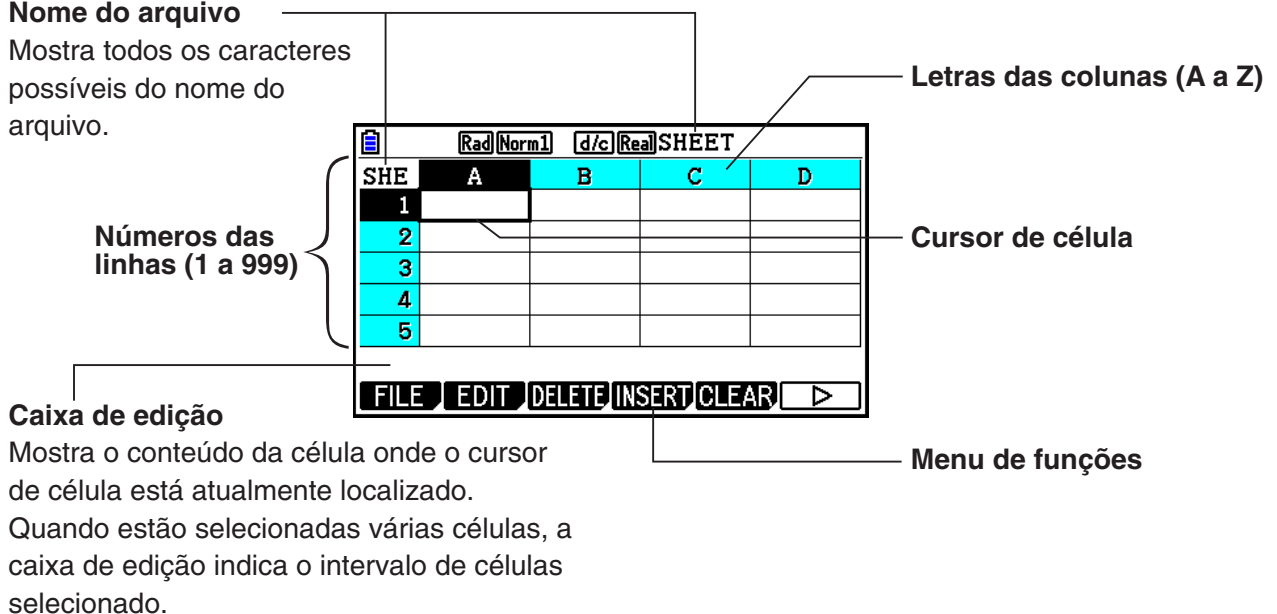 Nome do arquivo
Mostra todos os caracteres
possíveis do nome do
arquivo.
Letras das colunas (A a Z)
Rad Norm1 d/c Real SHEET
SHE A B C D
1
2
3
4
5
Números das
linhas (1 a 999)
Cursor de célula
FILE EDIT DELETE INSERT CLEAR ▷
Caixa de edição
Mostra o conteúdo da célula onde o cursor
de célula está atualmente localizado.
Quando estão selecionadas várias células, a
caixa de edição indica o intervalo de células
selecionado.
Menu de funções